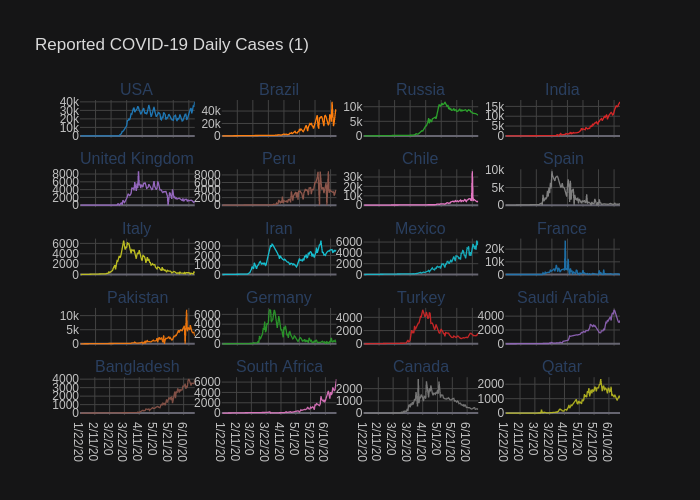 Reported COVID-19 Daily Cases (1)
USA Brazil Russia India
40k 30k 20k 10k 0
40k 20k 0
10k 5k 0
15k 10k 5k 0
United Kingdom Peru Chile Spain
8000 6000 4000 2000 0
8000 6000 4000 2000 0
30k 20k 10k 0
10k 5k 0
Italy Iran Mexico France
6000 4000 2000 0
3000 2000 1000 0
6000 4000 2000 0
20k 10k 0
Pakistan Germany Turkey Saudi Arabia
10k 5k 0
6000 4000 2000 0
4000 2000 0
4000 2000 0
Bangladesh South Africa Canada Qatar
4000 3000 2000 1000 0
6000 4000 2000 0
2000 1000 0
2000 1000 0
1/22/20 2/11/20 3/2/20 3/22/20 4/11/20 5/1/20 5/21/20 6/10/20
1/22/20 2/11/20 3/2/20 3/22/20 4/11/20 5/1/20 5/21/20 6/10/20
1/22/20 2/11/20 3/2/20 3/22/20 4/11/20 5/1/20 5/21/20 6/10/20
1/22/20 2/11/20 3/2/20 3/22/20 4/11/20 5/1/20 5/21/20 6/10/20